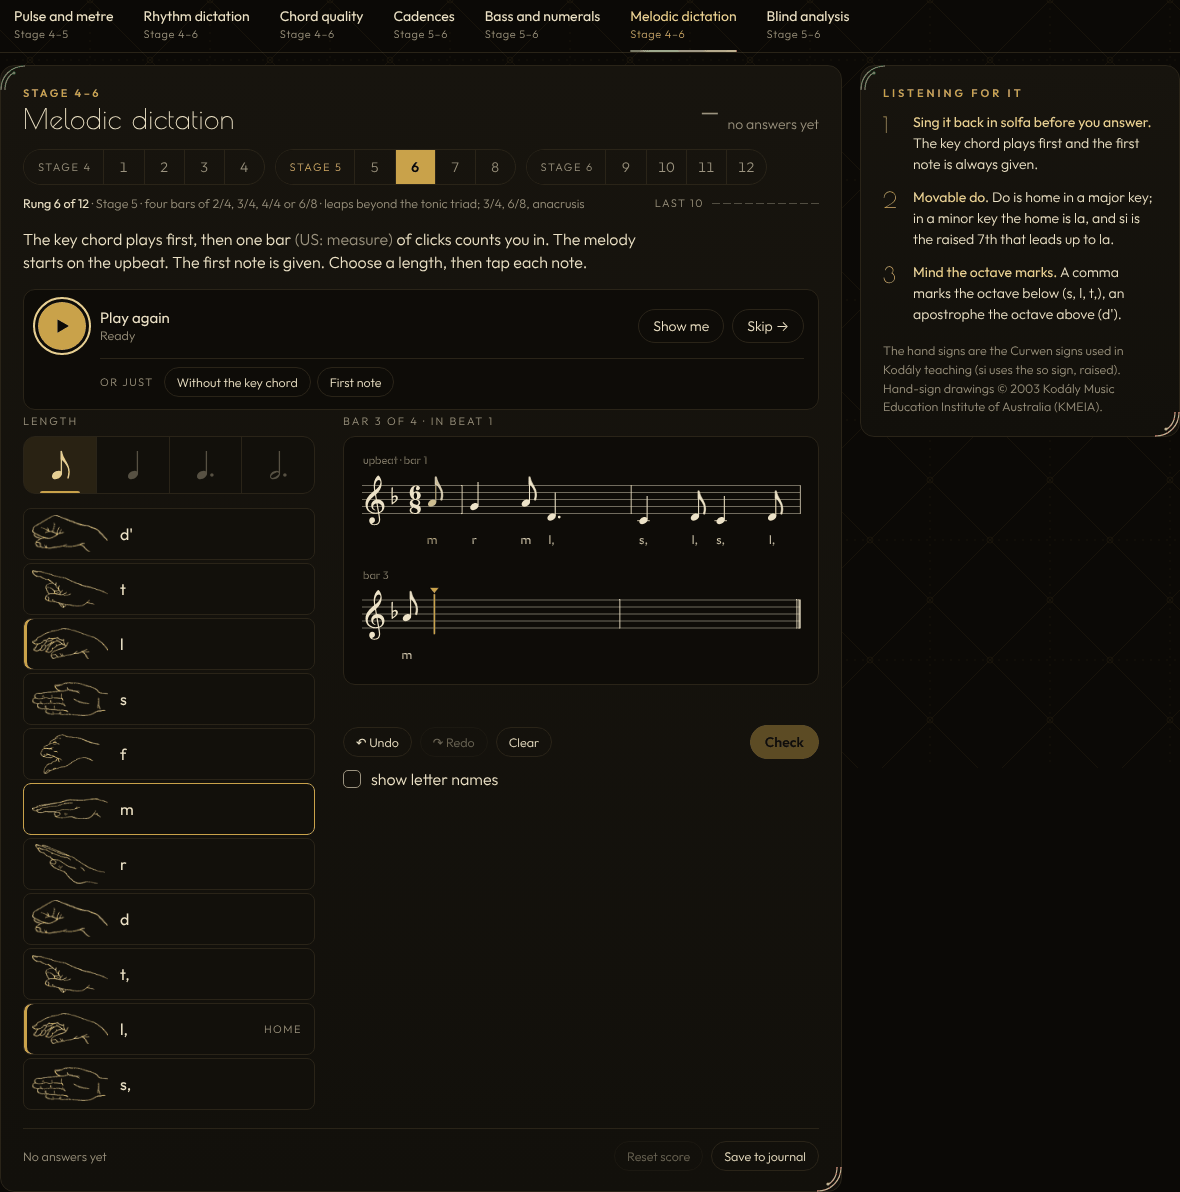 Pulse and metre
Stage 4–5
Rhythm dictation
Stage 4–6
Chord quality
Stage 4–6
Cadences
Stage 5–6
Bass and numerals
Stage 5–6
Melodic dictation
Stage 4–6
Blind analysis
Stage 5–6
STAGE 4–6
Melodic dictation
— no answers yet
STAGE 4 1 2 3 4
STAGE 5 5 6 7 8
STAGE 6 9 10 11 12
Rung 6 of 12 · Stage 5 · four bars of 2/4, 3/4, 4/4 or 6/8 · leaps beyond the tonic triad; 3/4, 6/8, anacrusis
LAST 10
The key chord plays first, then one bar (US: measure) of clicks counts you in. The melody
starts on the upbeat. The first note is given. Choose a length, then tap each note.
Play again
Ready
Show me
Skip →
OR JUST
Without the key chord
First note
LENGTH
d'
t
l
s
f
m
r
d
t,
l, HOME
s,
BAR 3 OF 4 · IN BEAT 1
upbeat · bar 1
6
8
m r m l, s, l, s, l,
bar 3
m
↶ Undo
↷ Redo
Clear
Check
show letter names
No answers yet
Reset score
Save to journal
LISTENING FOR IT
1 Sing it back in solfa before you answer.
The key chord plays first and the first
note is always given.
2 Movable do. Do is home in a major key;
in a minor key the home is la, and si is
the raised 7th that leads up to la.
3 Mind the octave marks. A comma
marks the octave below (s, l, t,), an
apostrophe the octave above (d').
The hand signs are the Curwen signs used in
Kodály teaching (si uses the so sign, raised).
Hand-sign drawings © 2003 Kodály Music
Education Institute of Australia (KMEIA).